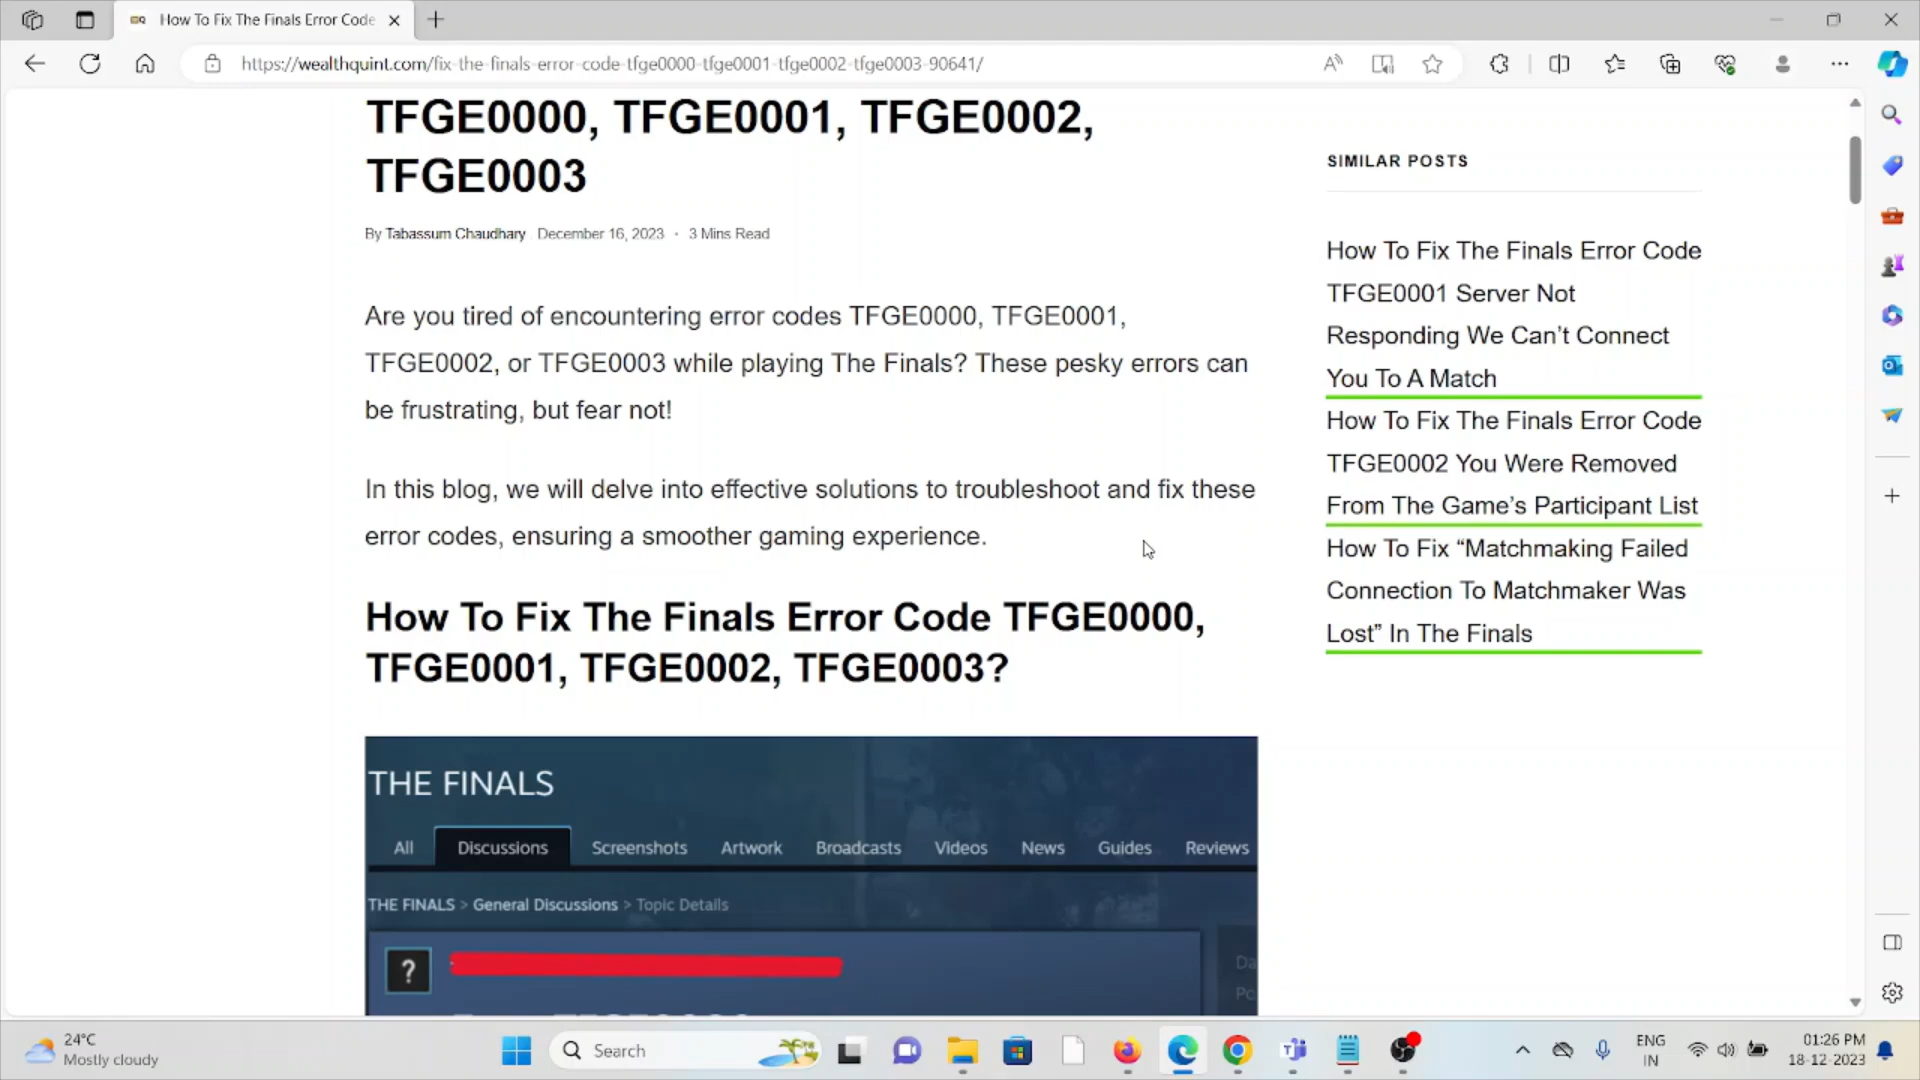 How To Fix The Finals Error Code
https://wealthquint.com/fix-the-finals-error-code-tfge0000-tfge0001-tfge0002-tfge0003-90641/
TFGE0000, TFGE0001, TFGE0002,
TFGE0003
By Tabassum Chaudhary December 16, 2023 · 3 Mins Read
Are you tired of encountering error codes TFGE0000, TFGE0001,
TFGE0002, or TFGE0003 while playing The Finals? These pesky errors can
be frustrating, but fear not!
In this blog, we will delve into effective solutions to troubleshoot and fix these
error codes, ensuring a smoother gaming experience.
How To Fix The Finals Error Code TFGE0000,
TFGE0001, TFGE0002, TFGE0003?
THE FINALS
All Discussions Screenshots Artwork Broadcasts Videos News Guides Reviews
THE FINALS > General Discussions > Topic Details
?
SIMILAR POSTS
How To Fix The Finals Error Code
TFGE0001 Server Not
Responding We Can’t Connect
You To A Match
How To Fix The Finals Error Code
TFGE0002 You Were Removed
From The Game’s Participant List
How To Fix “Matchmaking Failed
Connection To Matchmaker Was
Lost” In The Finals
24°C
Mostly cloudy
Search
ENG
IN
01:26 PM
18-12-2023